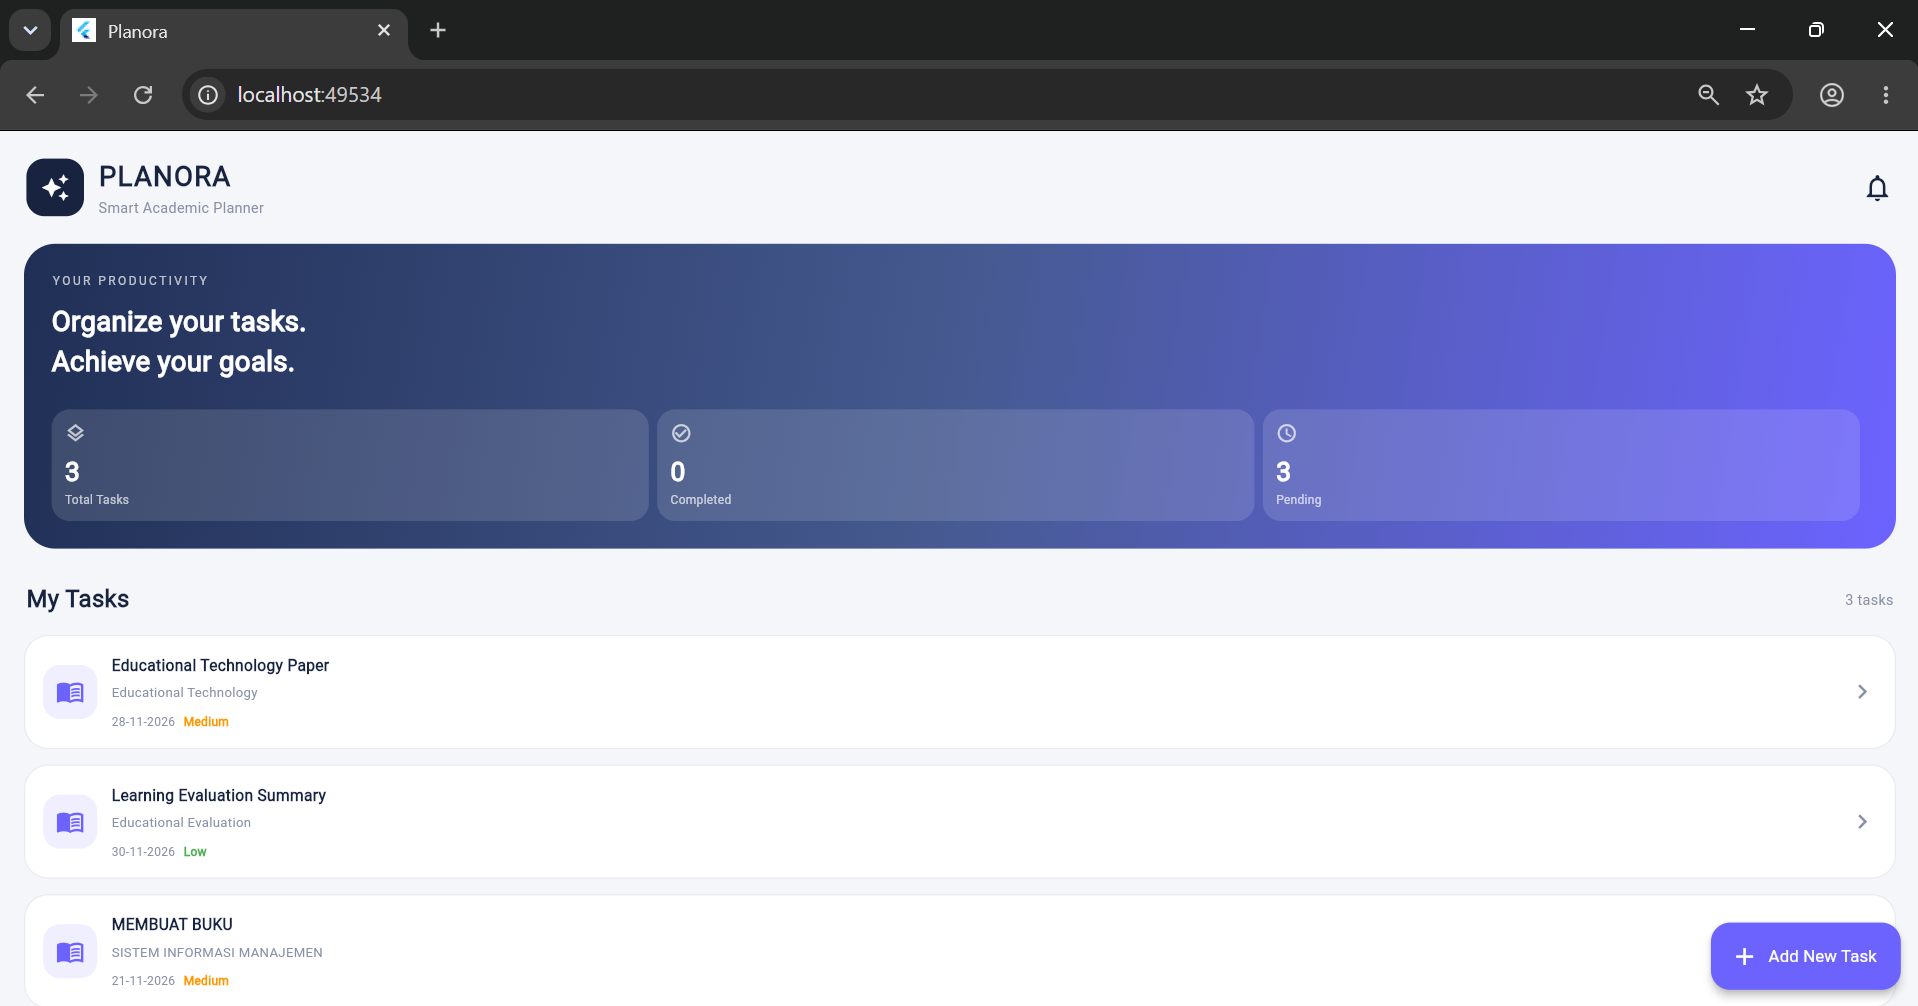 Planora
localhost:49534
PLANORA
Smart Academic Planner
YOUR PRODUCTIVITY
Organize your tasks.
Achieve your goals.
3
Total Tasks
0
Completed
3
Pending
My Tasks
3 tasks
Educational Technology Paper
Educational Technology
28-11-2026 Medium
Learning Evaluation Summary
Educational Evaluation
30-11-2026 Low
MEMBUAT BUKU
SISTEM INFORMASI MANAJEMEN
21-11-2026 Medium
Add New Task